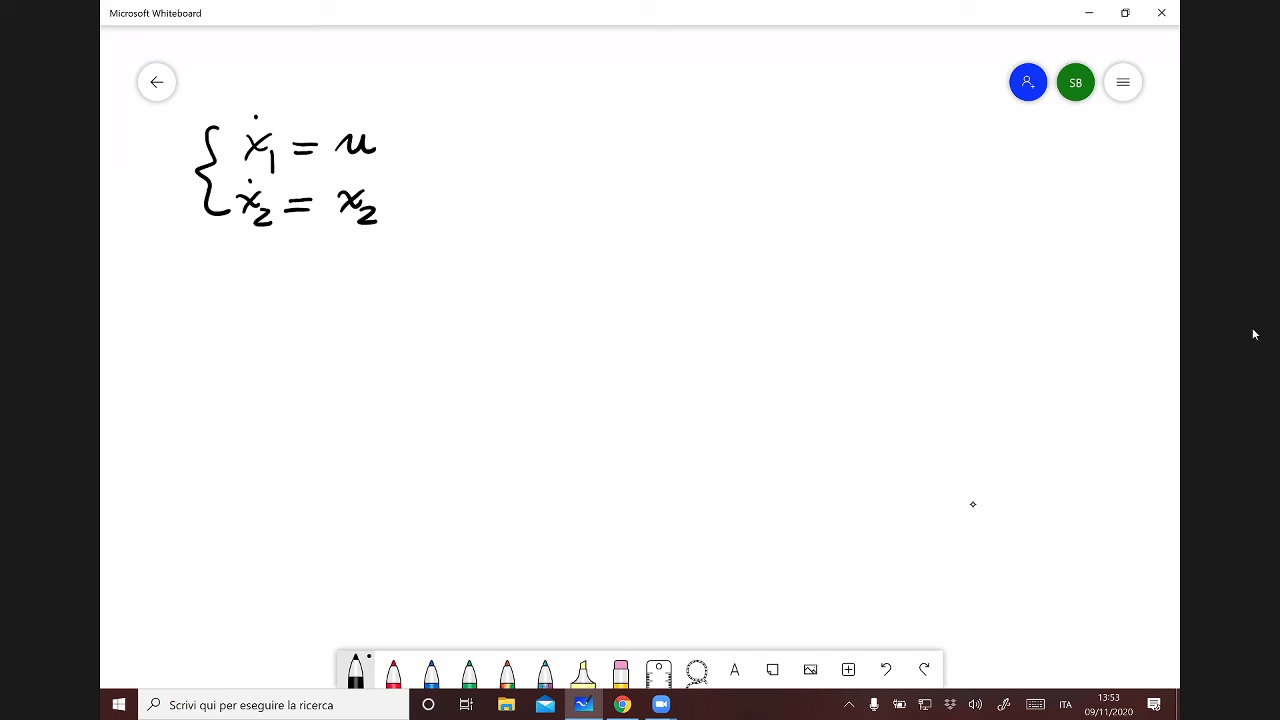 Microsoft Whiteboard
SB
{ ẋ₁ = u
ẋ₂ = x₂
A
Scrivi qui per eseguire la ricerca
ITA
13:53
09/11/2020